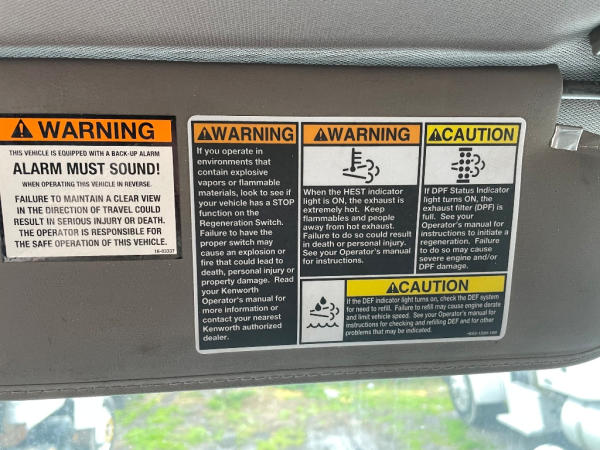 WARNING
THIS VEHICLE IS EQUIPPED WITH A BACK-UP ALARM
ALARM MUST SOUND!
WHEN OPERATING THIS VEHICLE IN REVERSE.
FAILURE TO MAINTAIN A CLEAR VIEW
IN THE DIRECTION OF TRAVEL COULD
RESULT IN SERIOUS INJURY OR DEATH.
THE OPERATOR IS RESPONSIBLE FOR
THE SAFE OPERATION OF THIS VEHICLE.
WARNING
If you operate in
environments that
contain explosive
vapors or flammable
materials, look to see if
your vehicle has a STOP
function on the
Regeneration Switch.
Failure to have the
proper switch may
cause an explosion or
fire that could lead to
death, personal injury or
property damage. Read
your Kenworth
Operator's manual for
more information or
contact your nearest
Kenworth authorized
dealer.
WARNING
When the HEST indicator
light is ON, the exhaust is
extremely hot. Keep
flammables and people
away from hot exhaust.
Failure to do so could result
in death or personal injury.
See your Operator's manual
for instructions.
CAUTION
If DPF Status Indicator
light turns ON, the
exhaust filter (DPF) is
full. See your
Operator's manual for
instructions to initiate a
regeneration. Failure
to do so may cause
severe engine and/or
DPF damage.
CAUTION
If the DEF indicator light turns on, check the DEF system
for need to refill. Failure to refill may cause engine derate
and limit vehicle speed. See your Operator's manual for
instructions for checking and refilling DEF and for other
problems that may be indicated.